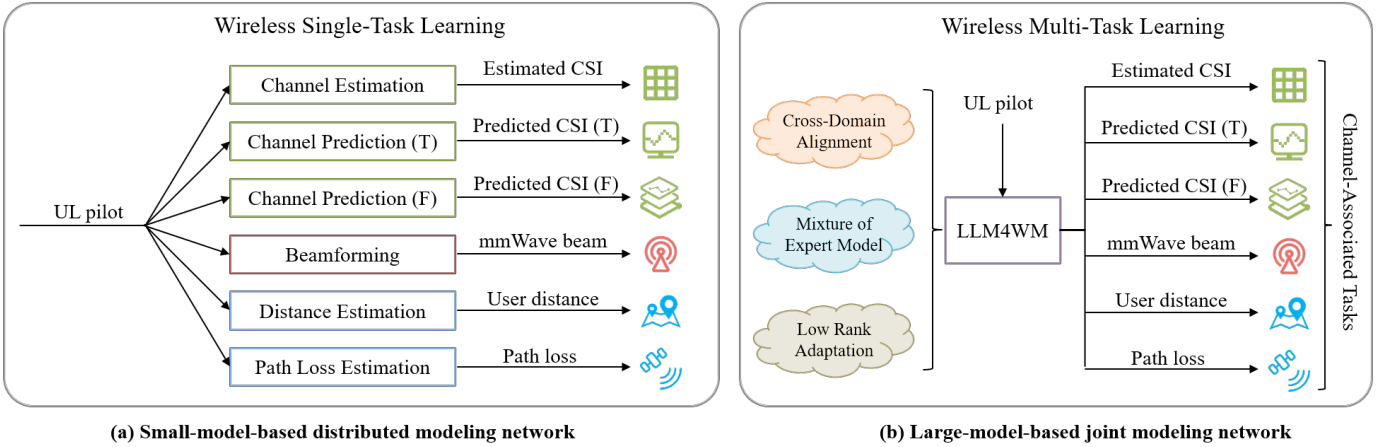 Wireless Single-Task Learning
UL pilot
Channel Estimation
Estimated CSI
Channel Prediction (T)
Predicted CSI (T)
Channel Prediction (F)
Predicted CSI (F)
Beamforming
mmWave beam
Distance Estimation
User distance
Path Loss Estimation
Path loss
(a) Small-model-based distributed modeling network
Wireless Multi-Task Learning
Cross-Domain
Alignment
Mixture of
Expert Model
Low Rank
Adaptation
UL pilot
LLM4WM
Estimated CSI
Predicted CSI (T)
Predicted CSI (F)
mmWave beam
User distance
Path loss
Channel-Associated Tasks
(b) Large-model-based joint modeling network